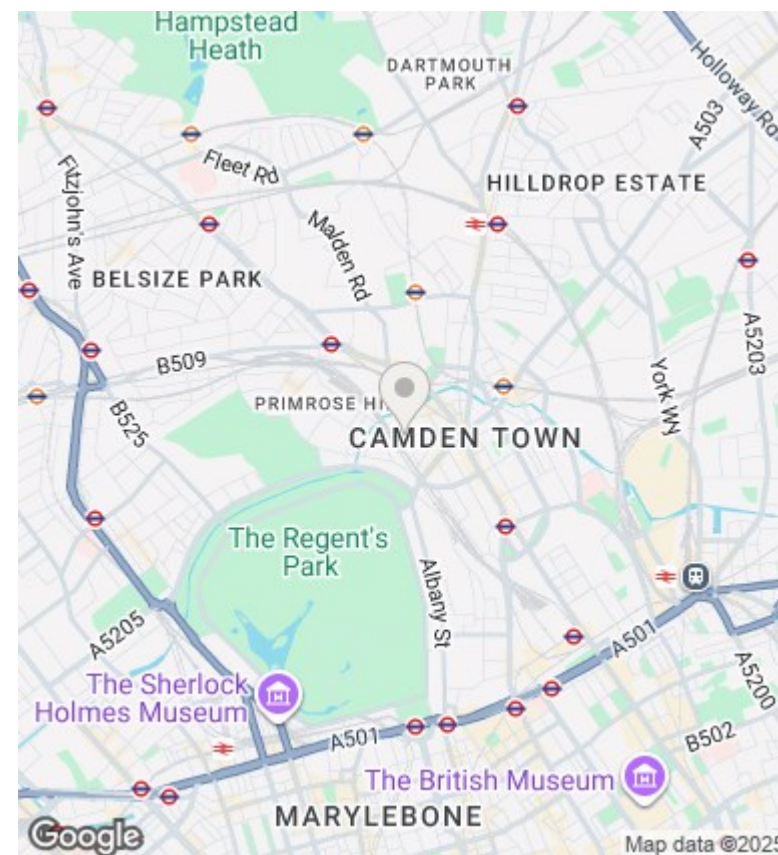 Hampstead
Heath
DARTMOUTH
PARK
Holloway Rd
A503
Fleet Rd
Fitzjohn's Ave
HILLDROP ESTATE
Malden Rd
BELSIZE PARK
A5203
B509
York Wy
B525
PRIMROSE
CAMDEN TOWN
The Regent's
Park
Albany St
A5205
A501
The Sherlock
Holmes Museum
A5200
A501
B502
The British Museum
MARYLEBONE
Google
Map data ©2025